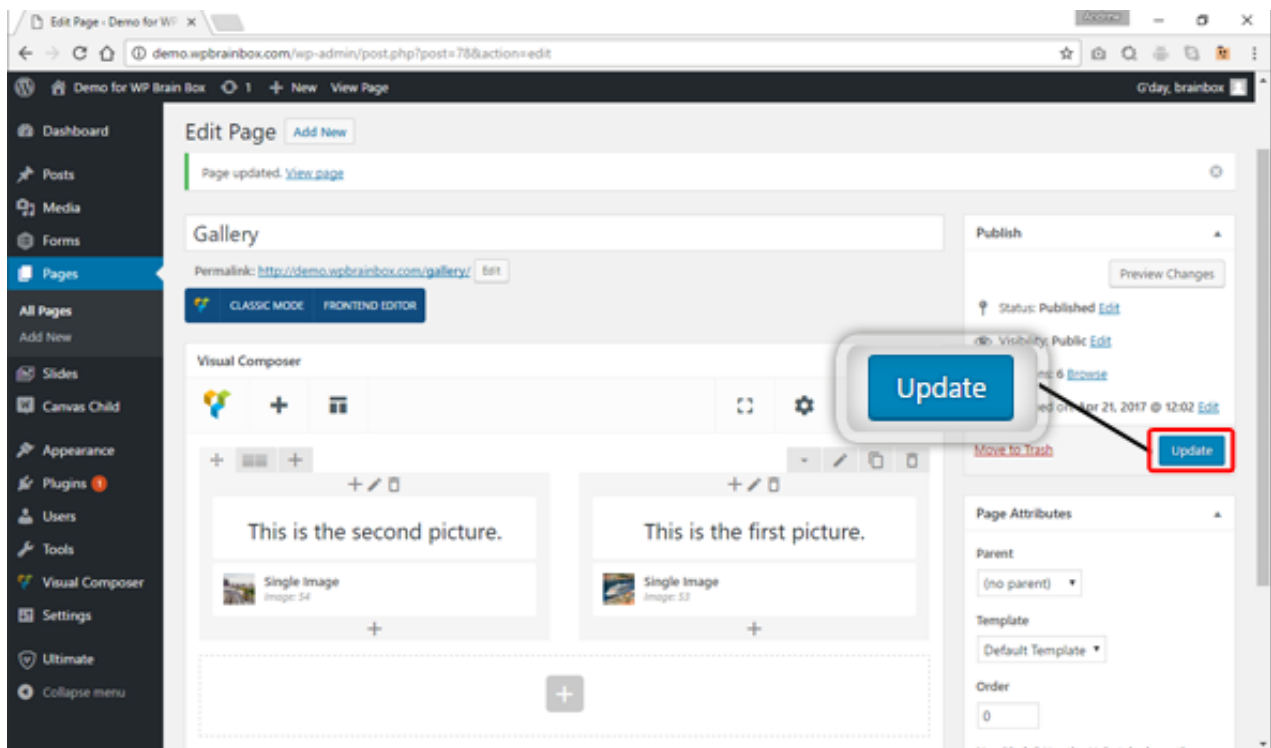 Edit Page ‹ Demo for WP
demo.wpbrainbox.com/wp-admin/post.php?post=78&action=edit
Demo for WP Brain Box 1 New View Page G'day, brainbox
Dashboard
Posts
Media
Forms
Pages
All Pages
Add New
Slides
Canvas Child
Appearance
Plugins 1
Users
Tools
Visual Composer
Settings
Ultimate
Collapse menu
Edit Page Add New
Page updated. View page
Gallery
Permalink: http://demo.wpbrainbox.com/gallery/ Edit
CLASSIC MODE FRONTEND EDITOR
Visual Composer
This is the second picture.
Single Image
Image: 54
This is the first picture.
Single Image
Image: 53
Publish
Preview Changes
Status: Published Edit
Visibility: Public Edit
6 Browse
Apr 21, 2017 @ 12:02 Edit
Update
Move to Trash Update
Page Attributes
Parent
(no parent)
Template
Default Template
Order
0